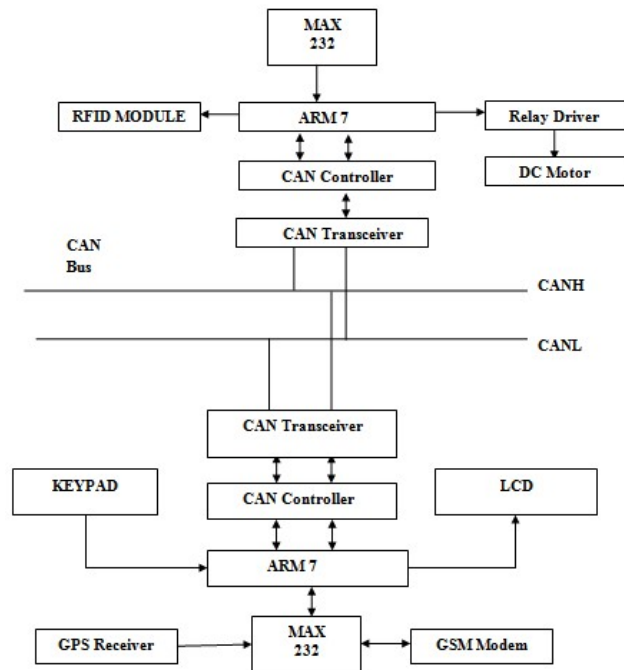 MAX
232
RFID MODULE
ARM 7
Relay Driver
CAN Controller
DC Motor
CAN Transceiver
CAN
Bus
CANH
CANL
CAN Transceiver
KEYPAD
CAN Controller
LCD
ARM 7
MAX
232
GPS Receiver
GSM Modem